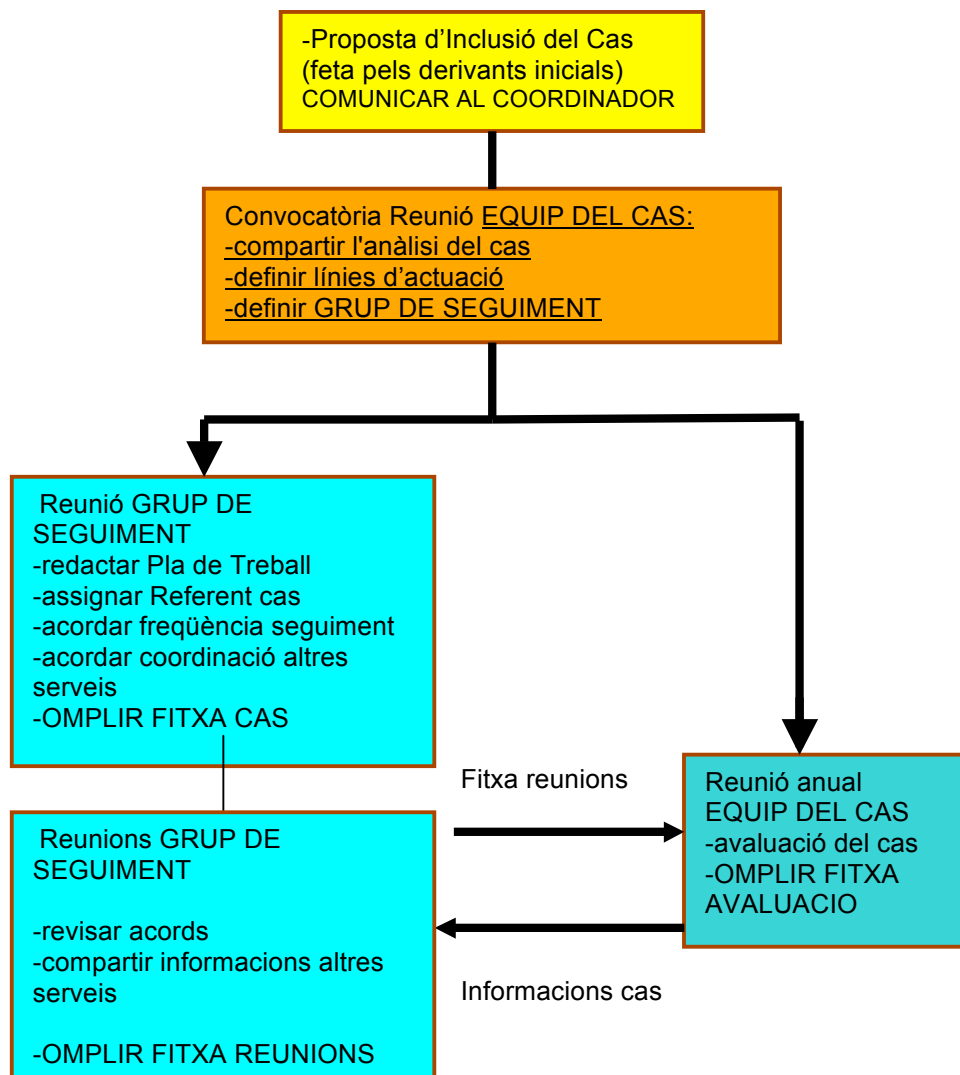 -Proposta d’Inclusió del Cas
(feta pels derivants inicials)
COMUNICAR AL COORDINADOR
Convocatòria Reunió EQUIP DEL CAS:
-compartir l'anàlisi del cas
-definir línies d’actuació
-definir GRUP DE SEGUIMENT
Reunió GRUP DE
SEGUIMENT
-redactar Pla de Treball
-assignar Referent cas
-acordar freqüència seguiment
-acordar coordinació altres
serveis
-OMPLIR FITXA CAS
Fitxa reunions
Reunió anual
EQUIP DEL CAS
-avaluació del cas
-OMPLIR FITXA
AVALUACIO
Reunions GRUP DE
SEGUIMENT
-revisar acords
-compartir informacions altres
serveis
-OMPLIR FITXA REUNIONS
Informacions cas